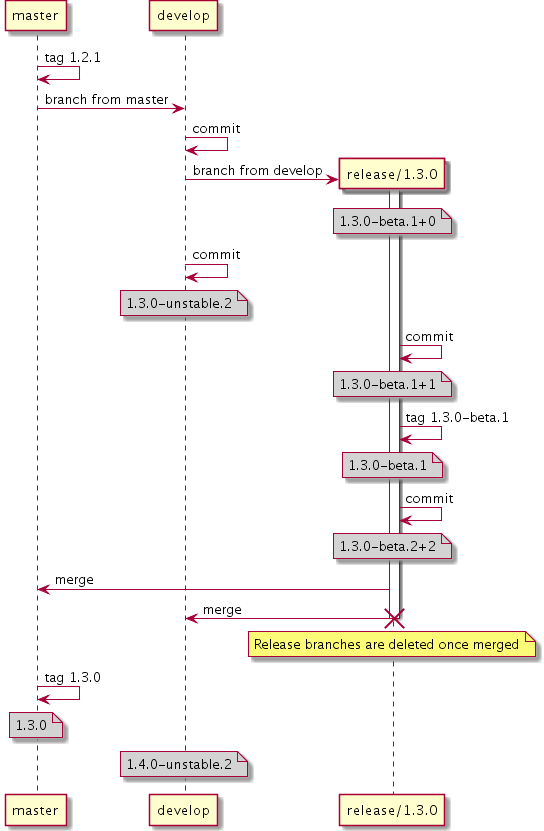 master
develop
tag 1.2.1
branch from master
commit
branch from develop
release/1.3.0
1.3.0-beta.1+0
commit
1.3.0-unstable.2
commit
1.3.0-beta.1+1
tag 1.3.0-beta.1
1.3.0-beta.1
commit
1.3.0-beta.2+2
merge
merge
Release branches are deleted once merged
tag 1.3.0
1.3.0
1.4.0-unstable.2
master
develop
release/1.3.0